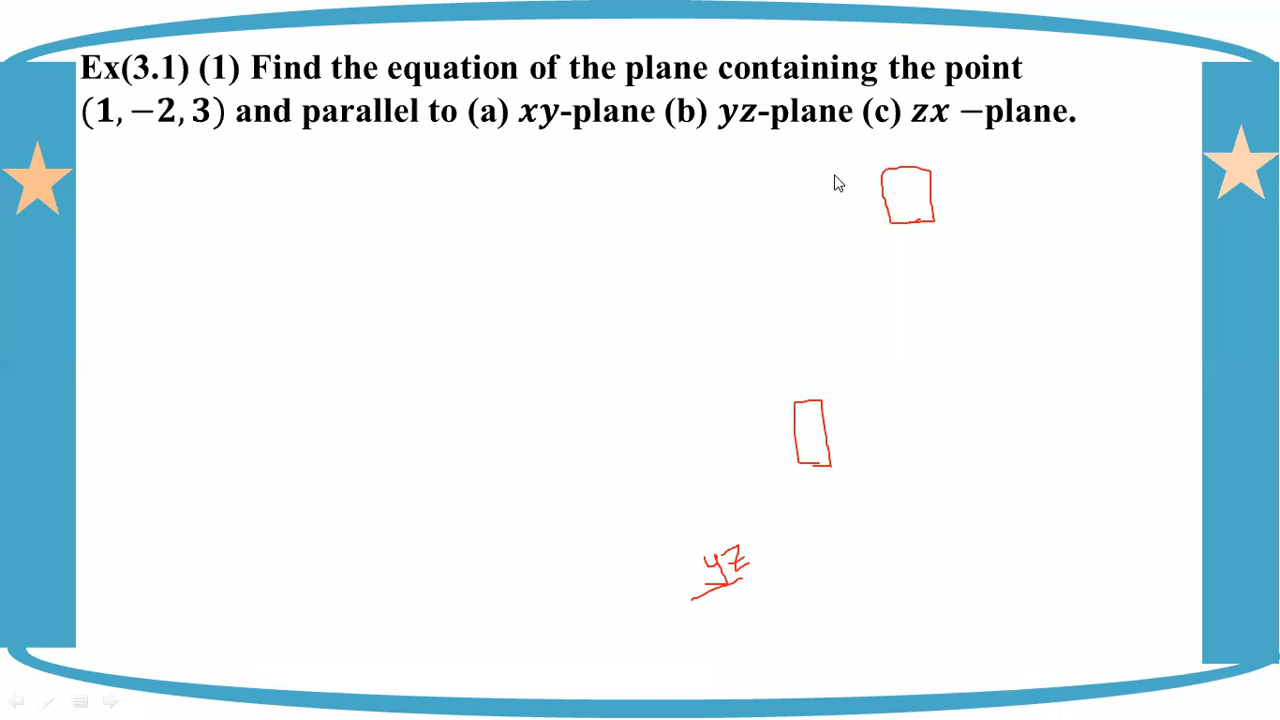 Ex(3.1) (1) Find the equation of the plane containing the point
(1, −2, 3) and parallel to (a) xy-plane (b) yz-plane (c) zx −plane.
yz